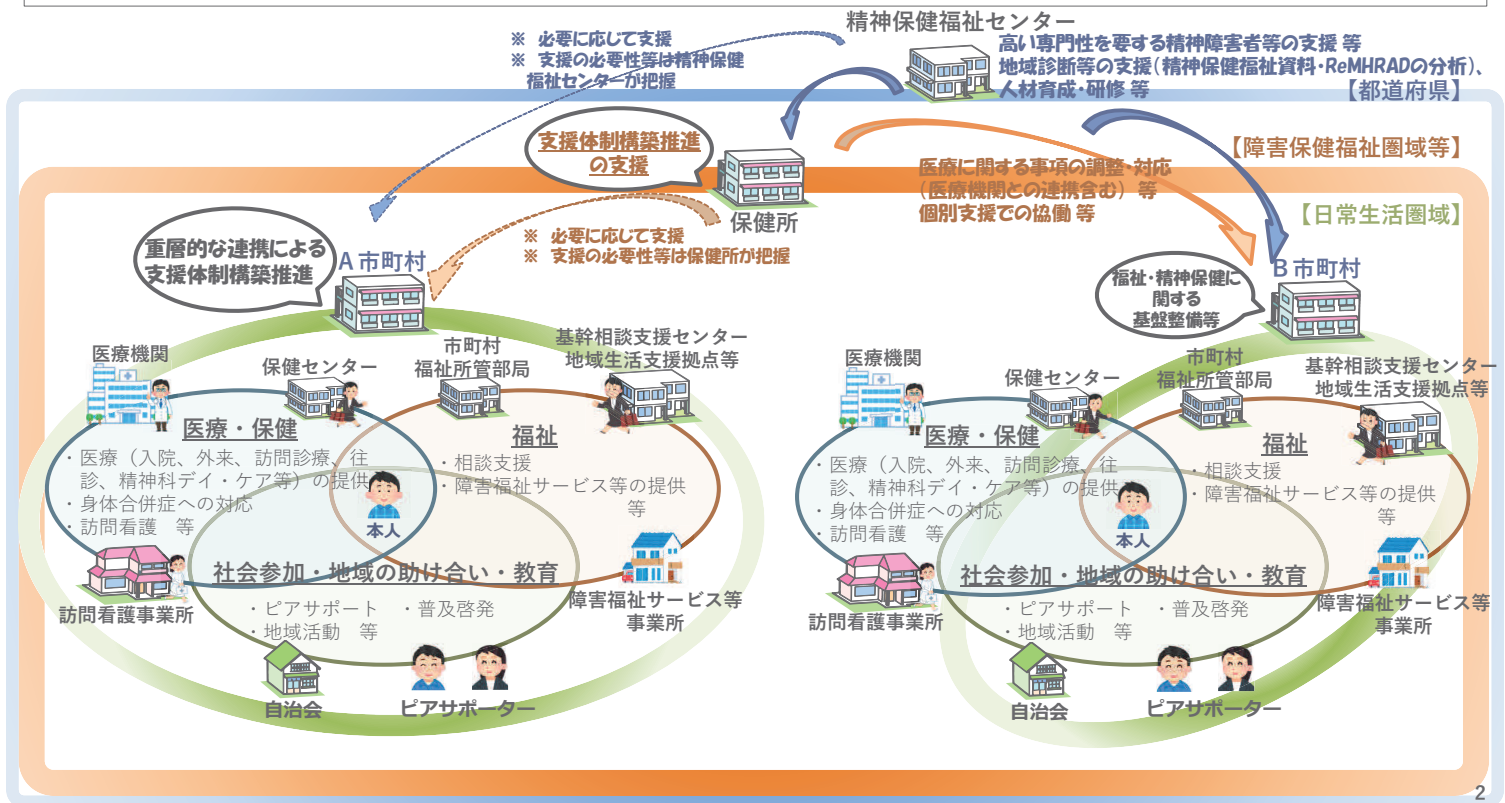 精神保健福祉センター
※ 必要に応じて支援
※ 支援の必要性等は精神保健
福祉センターが把握
高い専門性を要する精神障害者等の支援 等
地域診断等の支援（精神保健福祉資料・ReMHRADの分析）、
人材育成・研修 等
【都道府県】
支援体制構築推進
の支援
【障害保健福祉圏域等】
医療に関する事項の調整・対応
（医療機関との連携含む） 等
個別支援での協働 等
保健所
【日常生活圏域】
※ 必要に応じて支援
※ 支援の必要性等は保健所が把握
重層的な連携による
支援体制構築推進
A市町村
福祉・精神保健に
関する
基盤整備等
B市町村
医療機関
保健センター
市町村
福祉所管部局
基幹相談支援センター
地域生活支援拠点等
医療・保健
・医療（入院、外来、訪問診療、往
診、精神科デイ・ケア等）の提供
・身体合併症への対応
・訪問看護 等
福祉
・相談支援
・障害福祉サービス等の提供
等
本人
社会参加・地域の助け合い・教育
・ピアサポート ・普及啓発
・地域活動 等
訪問看護事業所
障害福祉サービス等
事業所
自治会
ピアサポーター
医療機関
保健センター
市町村
福祉所管部局
基幹相談支援センター
地域生活支援拠点等
医療・保健
・医療（入院、外来、訪問診療、往
診、精神科デイ・ケア等）の提供
・身体合併症への対応
・訪問看護 等
福祉
・相談支援
・障害福祉サービス等の提供
等
本人
社会参加・地域の助け合い・教育
・ピアサポート ・普及啓発
・地域活動 等
訪問看護事業所
障害福祉サービス等
事業所
自治会
ピアサポーター
2